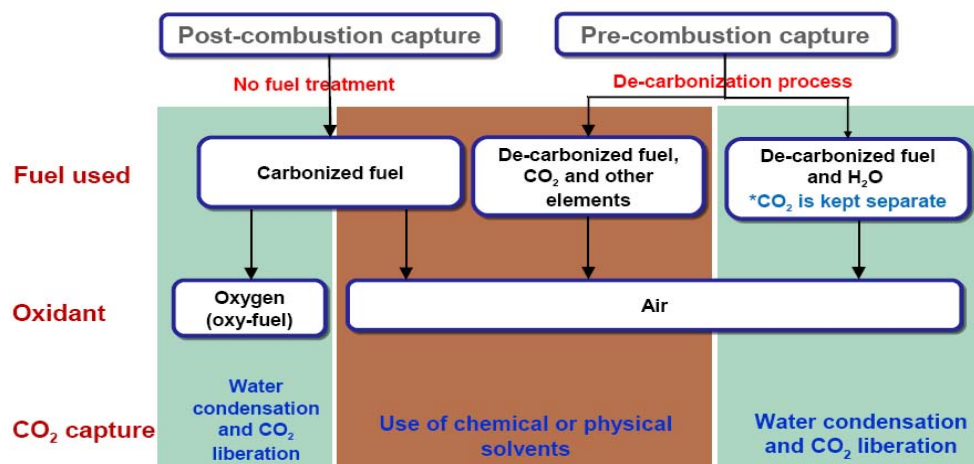 Post-combustion capture
Pre-combustion capture
No fuel treatment
De-carbonization process
Fuel used
Carbonized fuel
De-carbonized fuel,
CO₂ and other
elements
De-carbonized fuel
and H₂O
*CO₂ is kept separate
Oxidant
Oxygen
(oxy-fuel)
Air
CO₂ capture
Water
condensation
and CO₂
liberation
Use of chemical or physical
solvents
Water condensation
and CO₂ liberation